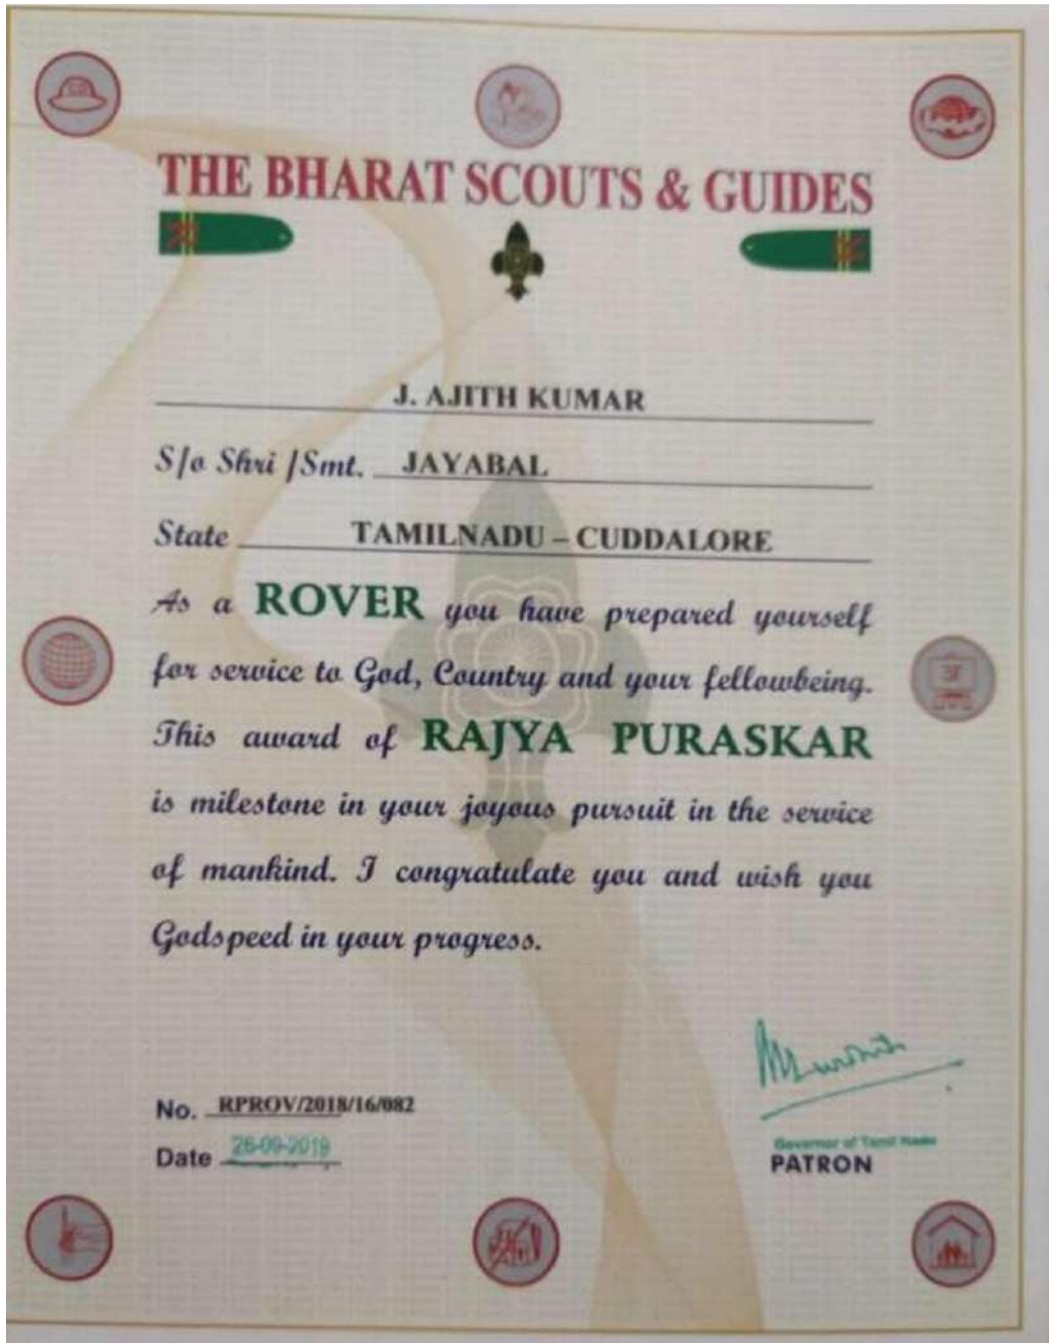 THE BHARAT SCOUTS & GUIDES
J. AJITH KUMAR
S/o Shri /Smt. JAYABAL
State TAMILNADU – CUDDALORE
As a ROVER you have prepared yourself
for service to God, Country and your fellowbeing.
This award of RAJYA PURASKAR
is milestone in your joyous pursuit in the service
of mankind. I congratulate you and wish you
Godspeed in your progress.
No. RPROV/2018/16/082
Date 26-09-2019
Governor of Tamil Nadu
PATRON